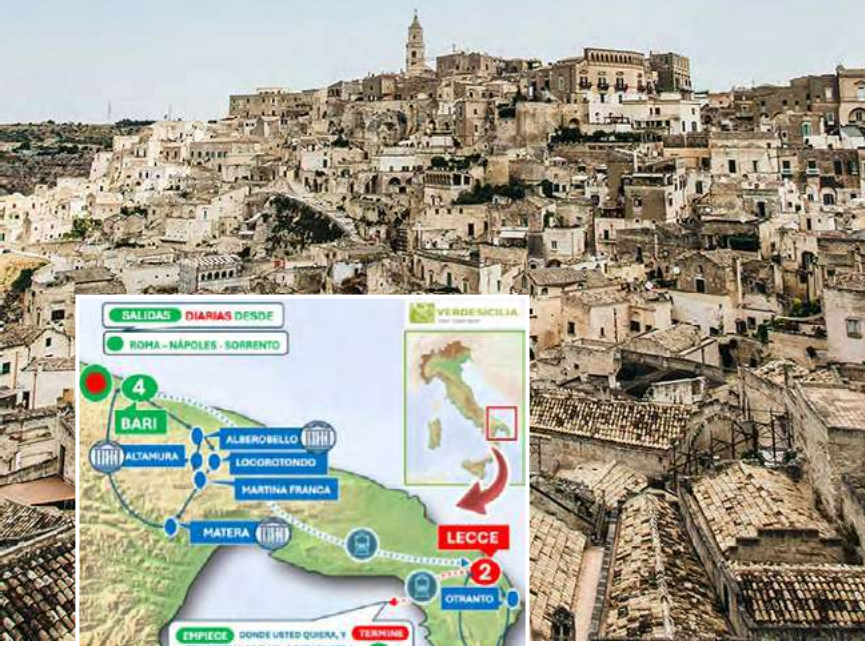 SALIDAS DIARIAS DESDE
ROMA - NÁPOLES - SORRENTO
VERDESICILIA
4
BARI
ALBEROBELLO
ALTAMURA
LOCOROTONDO
MARTINA FRANCA
MATERA
LECCE
2
OTRANTO
EMPIECE DONDE USTED QUIERA, Y TERMINE